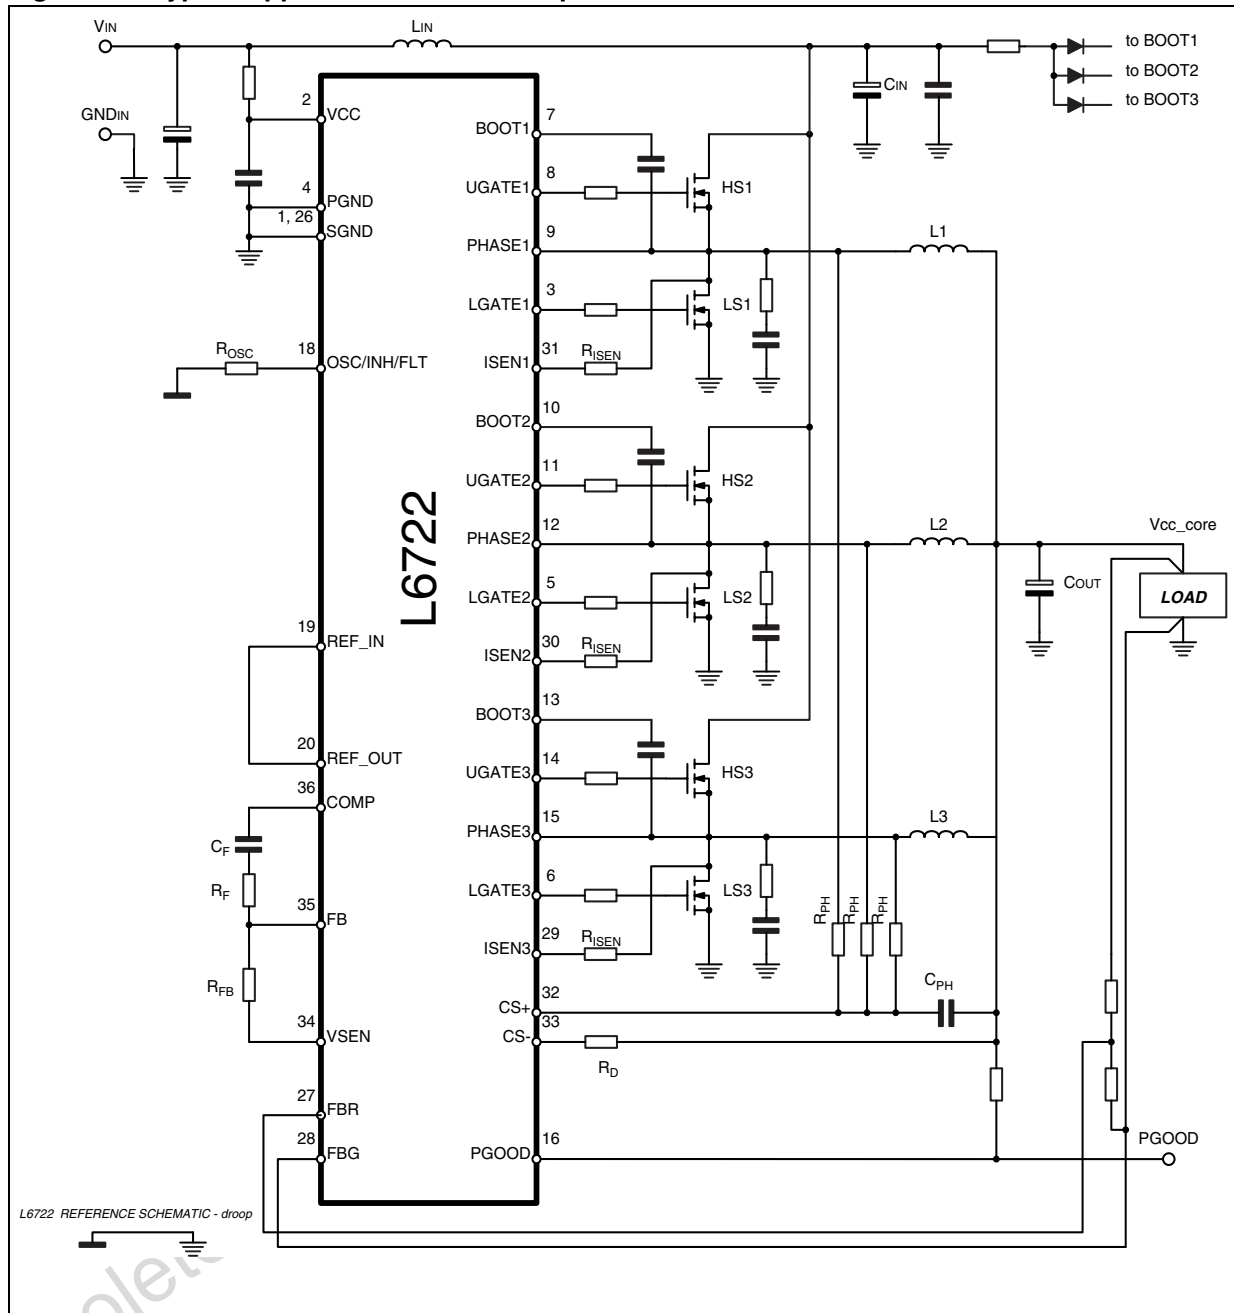 VIN
LIN
to BOOT1
to BOOT2
to BOOT3
CIN
GNDIN
2
VCC
4
PGND
1, 26
SGND
ROSC
18
OSC/INH/FLT
L6722
19
REF_IN
20
REF_OUT
36
COMP
CF
RF
35
FB
RFB
34
VSEN
27
FBR
28
FBG
7
BOOT1
8
UGATE1
HS1
9
PHASE1
L1
3
LGATE1
LS1
31
ISEN1
RISEN
10
BOOT2
11
UGATE2
HS2
12
PHASE2
L2
Vcc_core
5
LGATE2
LS2
COUT
LOAD
30
ISEN2
RISEN
13
BOOT3
14
UGATE3
HS3
15
PHASE3
L3
6
LGATE3
LS3
RPH
RPH
RPH
29
ISEN3
RISEN
32
CS+
CPH
33
CS-
RD
16
PGOOD
PGOOD
L6722 REFERENCE SCHEMATIC - droop